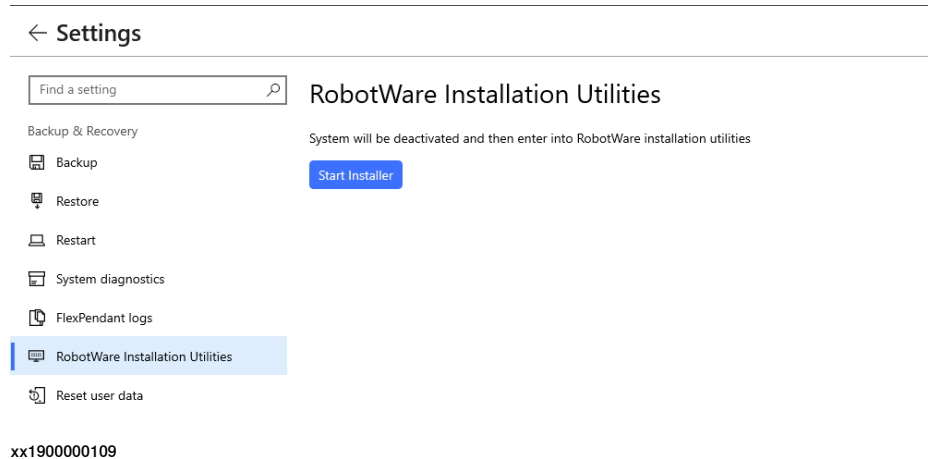 Settings
Find a setting
Backup & Recovery
Backup
Restore
Restart
System diagnostics
FlexPendant logs
RobotWare Installation Utilities
Reset user data
RobotWare Installation Utilities
System will be deactivated and then enter into RobotWare installation utilities
Start Installer
xx1900000109